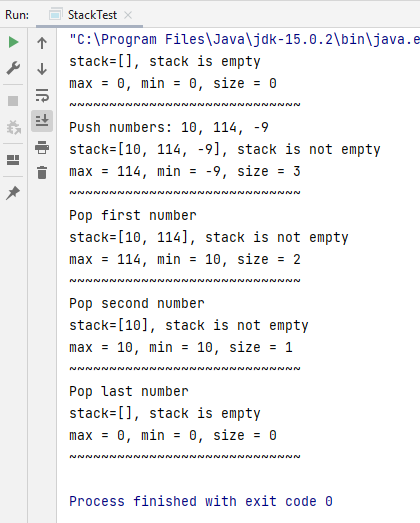 Run: StackTest
"C:\Program Files\Java\jdk-15.0.2\bin\java.e
stack=[], stack is empty
max = 0, min = 0, size = 0
~~~~~~~~~~~~~~~~~~~~~~~~~~~~~
Push numbers: 10, 114, -9
stack=[10, 114, -9], stack is not empty
max = 114, min = -9, size = 3
~~~~~~~~~~~~~~~~~~~~~~~~~~~~~
Pop first number
stack=[10, 114], stack is not empty
max = 114, min = 10, size = 2
~~~~~~~~~~~~~~~~~~~~~~~~~~~~~
Pop second number
stack=[10], stack is not empty
max = 10, min = 10, size = 1
~~~~~~~~~~~~~~~~~~~~~~~~~~~~~
Pop last number
stack=[], stack is empty
max = 0, min = 0, size = 0
~~~~~~~~~~~~~~~~~~~~~~~~~~~~~
Process finished with exit code 0